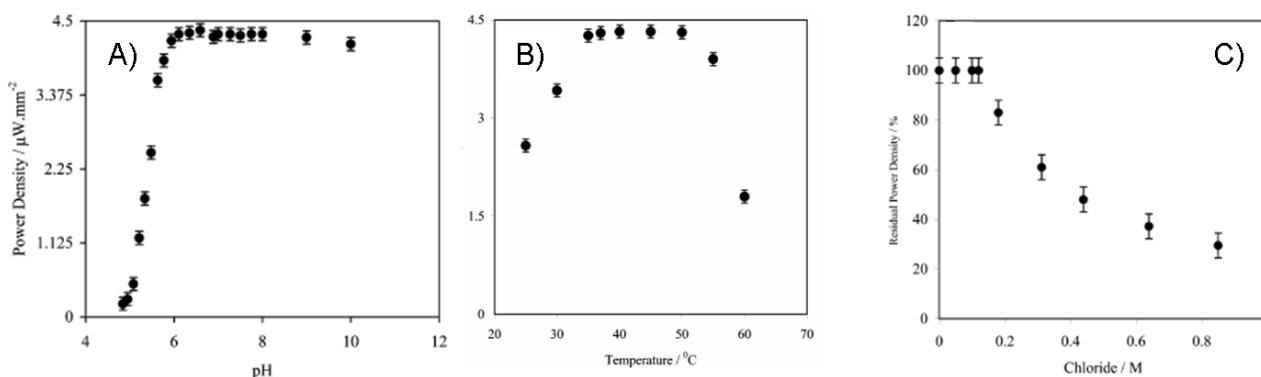 A)
Power Density / µW.mm-2
4.5
3.375
2.25
1.125
0
4 6 8 10 12
pH
B)
4.5
3
1.5
0
20 30 40 50 60 70
Temperature / 0C
C)
Residual Power Density / %
120
100
80
60
40
20
0
0 0.2 0.4 0.6 0.8 1
Chloride / M